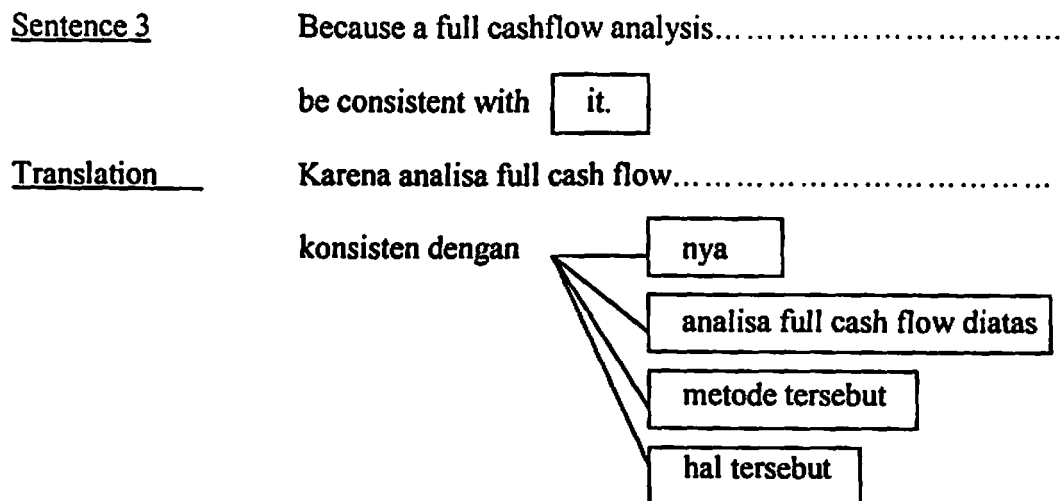 Sentence 3 Because a full cashflow analysis…………………………………
be consistent with it.
Translation Karena analisa full cash flow…………………………………
konsisten dengan nya
analisa full cash flow diatas
metode tersebut
hal tersebut